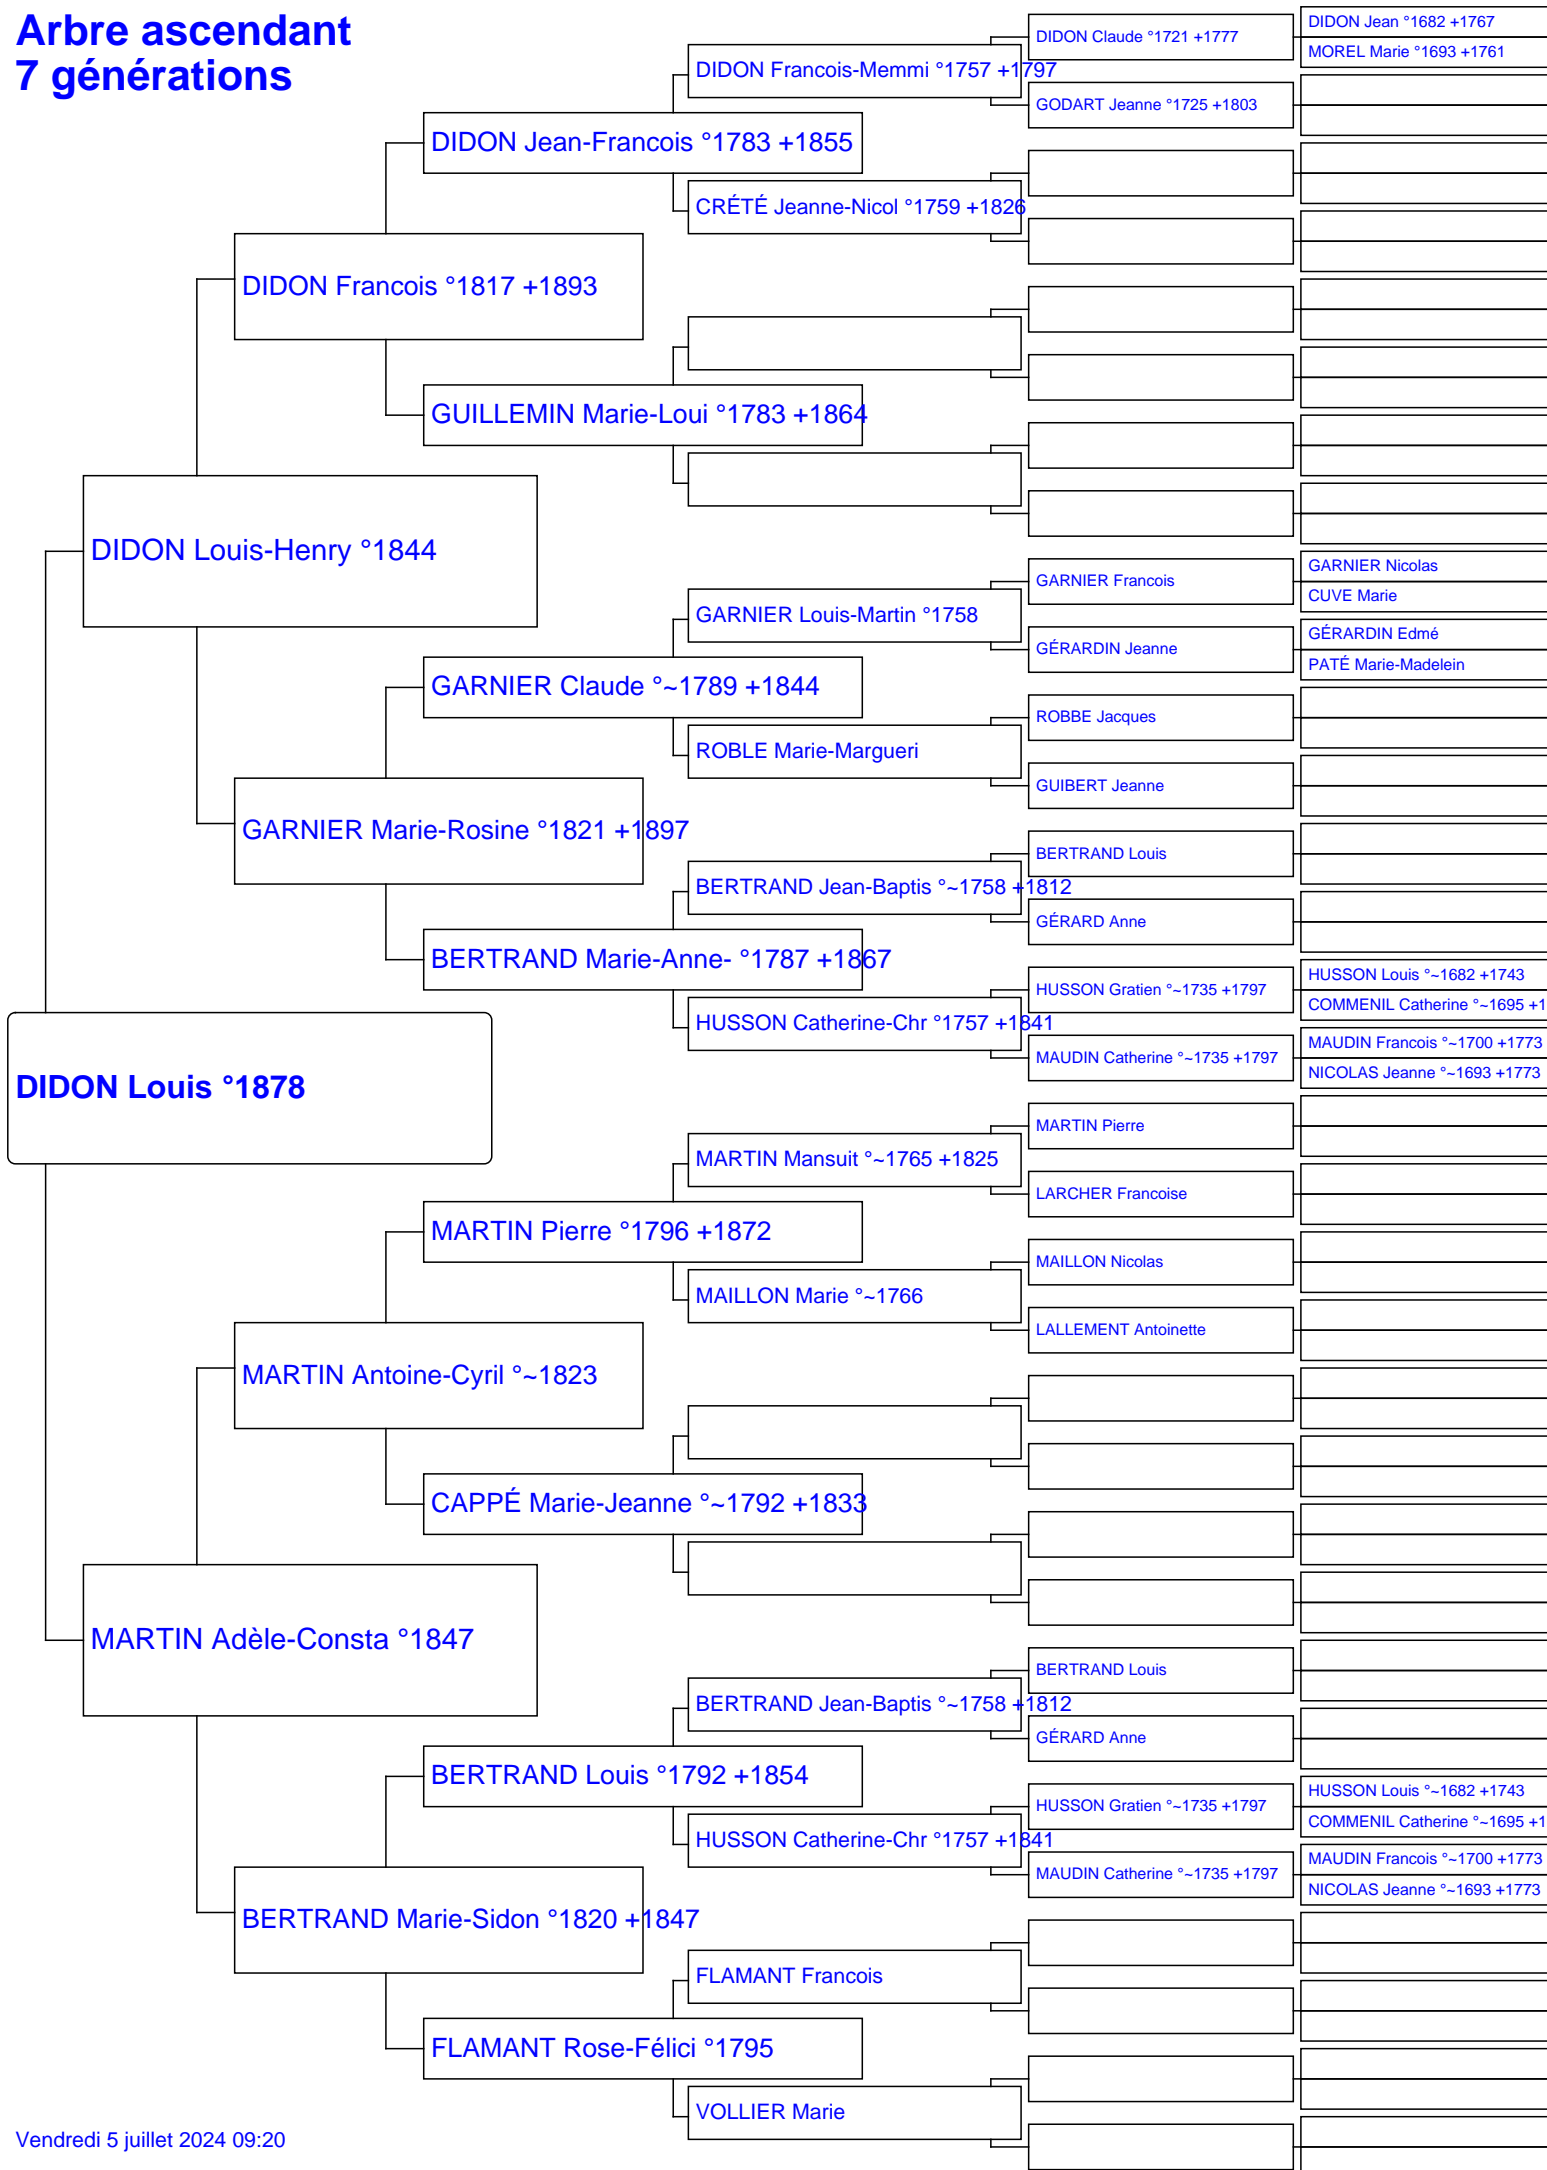 Arbre ascendant
7 générations
DIDON Louis °1878
DIDON Louis-Henry °1844
MARTIN Adèle-Consta °1847
DIDON Francois °1817 +1893
GARNIER Marie-Rosine °1821 +1897
MARTIN Antoine-Cyril °~1823
BERTRAND Marie-Sidon °1820 +1847
DIDON Jean-Francois °1783 +1855
GUILLEMIN Marie-Loui °1783 +1864
GARNIER Claude °~1789 +1844
BERTRAND Marie-Anne- °1787 +1867
MARTIN Pierre °1796 +1872
CAPPÉ Marie-Jeanne °~1792 +1833
BERTRAND Louis °1792 +1854
FLAMANT Rose-Félici °1795
DIDON Francois-Memmi °1757 +1797
CRÉTÉ Jeanne-Nicol °1759 +1826
GARNIER Louis-Martin °1758
ROBLE Marie-Margueri
BERTRAND Jean-Baptis °~1758 +1812
HUSSON Catherine-Chr °1757 +1841
MARTIN Mansuit °~1765 +1825
MAILLON Marie °~1766
BERTRAND Jean-Baptis °~1758 +1812
HUSSON Catherine-Chr °1757 +1841
FLAMANT Francois
VOLLIER Marie
DIDON Claude °1721 +1777
GODART Jeanne °1725 +1803
GARNIER Francois
GÉRARDIN Jeanne
ROBBE Jacques
GUIBERT Jeanne
BERTRAND Louis
GÉRARD Anne
HUSSON Gratien °~1735 +1797
MAUDIN Catherine °~1735 +1797
MARTIN Pierre
LARCHER Francoise
MAILLON Nicolas
LALLEMENT Antoinette
BERTRAND Louis
GÉRARD Anne
HUSSON Gratien °~1735 +1797
MAUDIN Catherine °~1735 +1797
DIDON Jean °1682 +1767
MOREL Marie °1693 +1761
GARNIER Nicolas
CUVE Marie
GÉRARDIN Edmé
PATÉ Marie-Madelein
HUSSON Louis °~1682 +1743
COMMENIL Catherine °~1695 +1
MAUDIN Francois °~1700 +1773
NICOLAS Jeanne °~1693 +1773
HUSSON Louis °~1682 +1743
COMMENIL Catherine °~1695 +1
MAUDIN Francois °~1700 +1773
NICOLAS Jeanne °~1693 +1773
Vendredi 5 juillet 2024 09:20